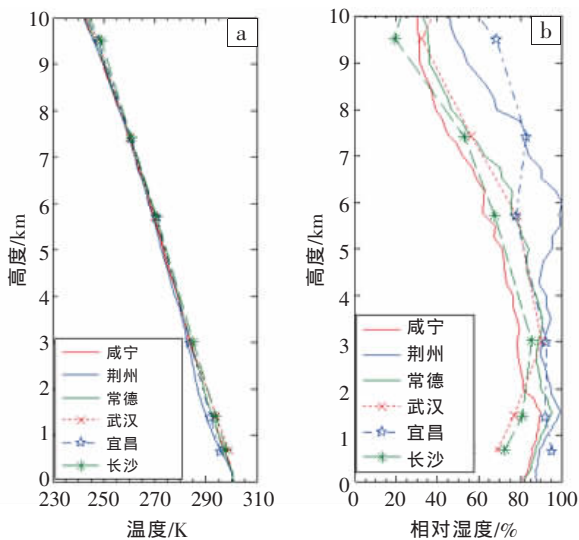 a
10
9
8
7
6
5
4
3
2
1
0
高度/km
咸宁
荆州
常德
武汉
宜昌
长沙
230
250
270
290
310
温度/K
b
10
9
8
7
6
5
4
3
2
1
0
高度/km
咸宁
荆州
常德
武汉
宜昌
长沙
0
20
40
60
80
100
相对湿度/%